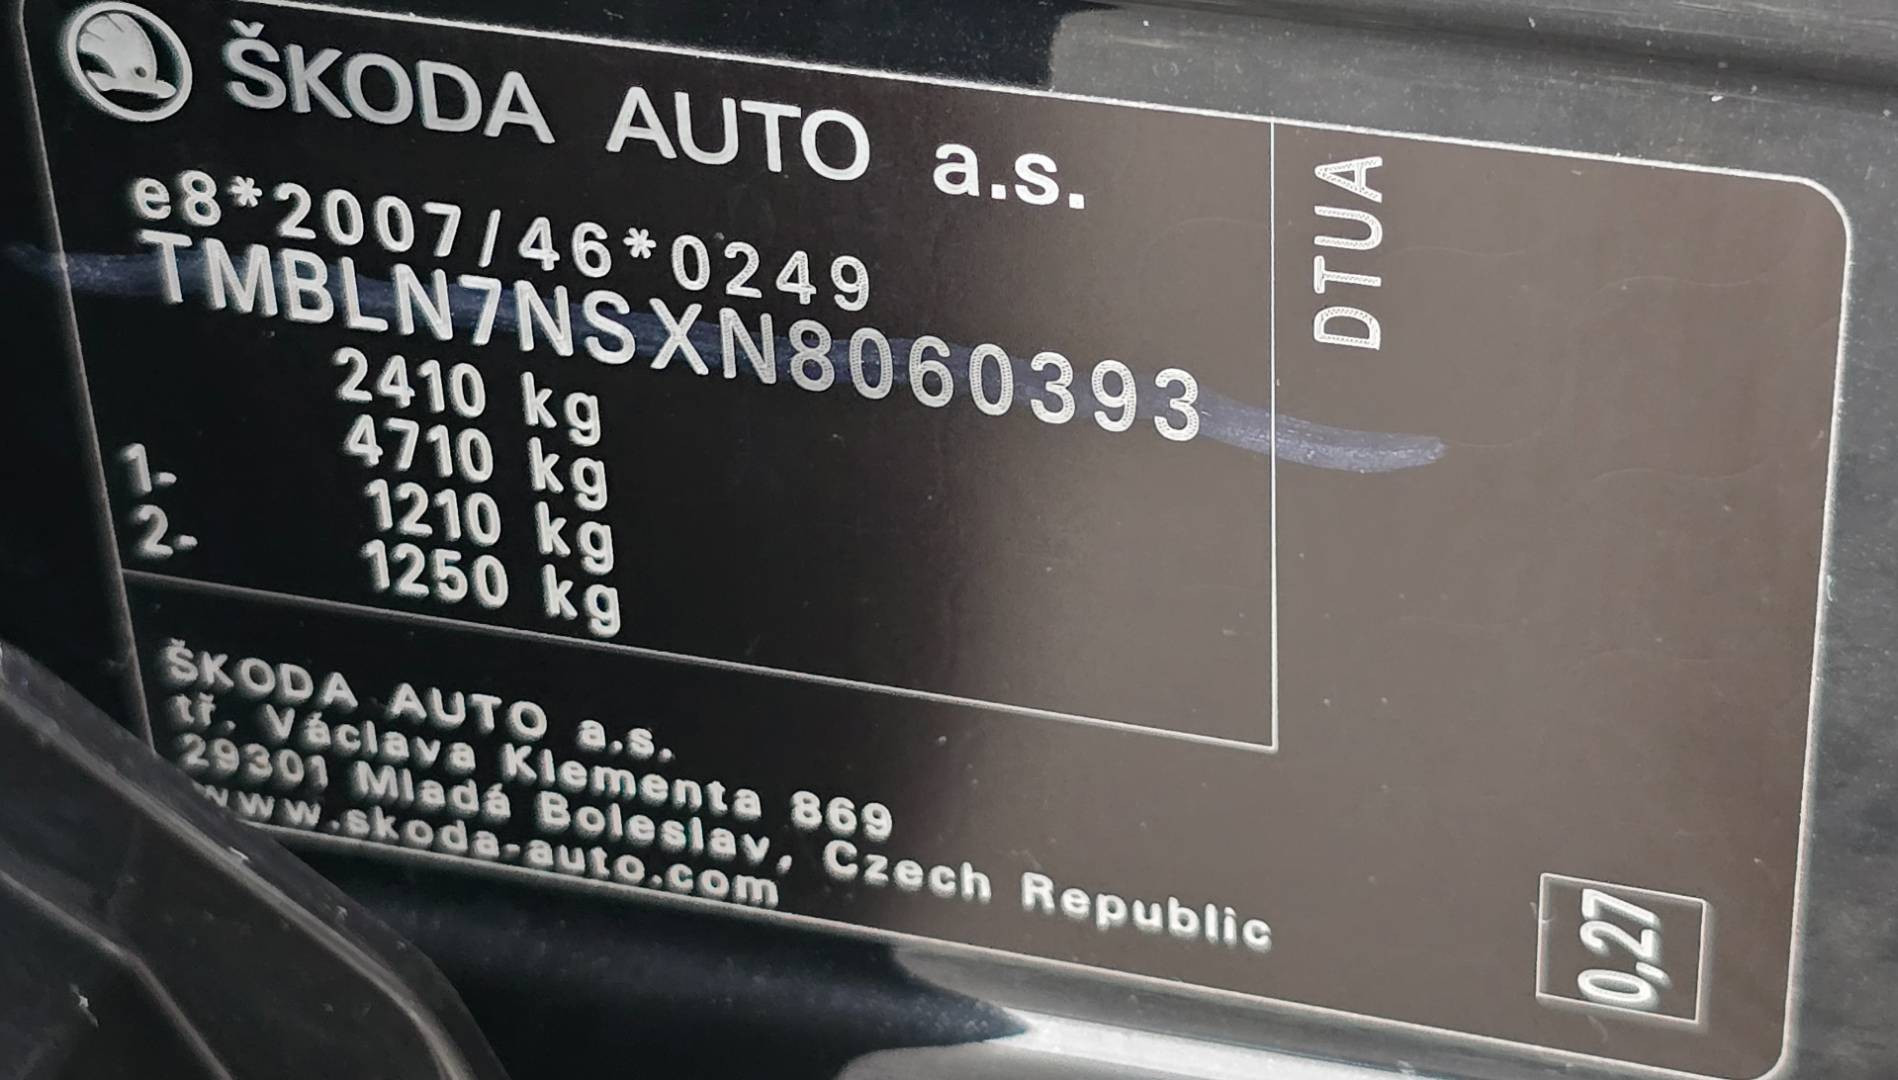 ŠKODA AUTO a.s.
e8*2007/46*0249
TMBLN7NSXN8060393
2410 kg
4710 kg
1- 1210 kg
2- 1250 kg
DTUA
ŠKODA AUTO a.s.
tř. Václava Klementa 869
29301 Mladá Boleslav, Czech Republic
www.skoda-auto.com
0,27